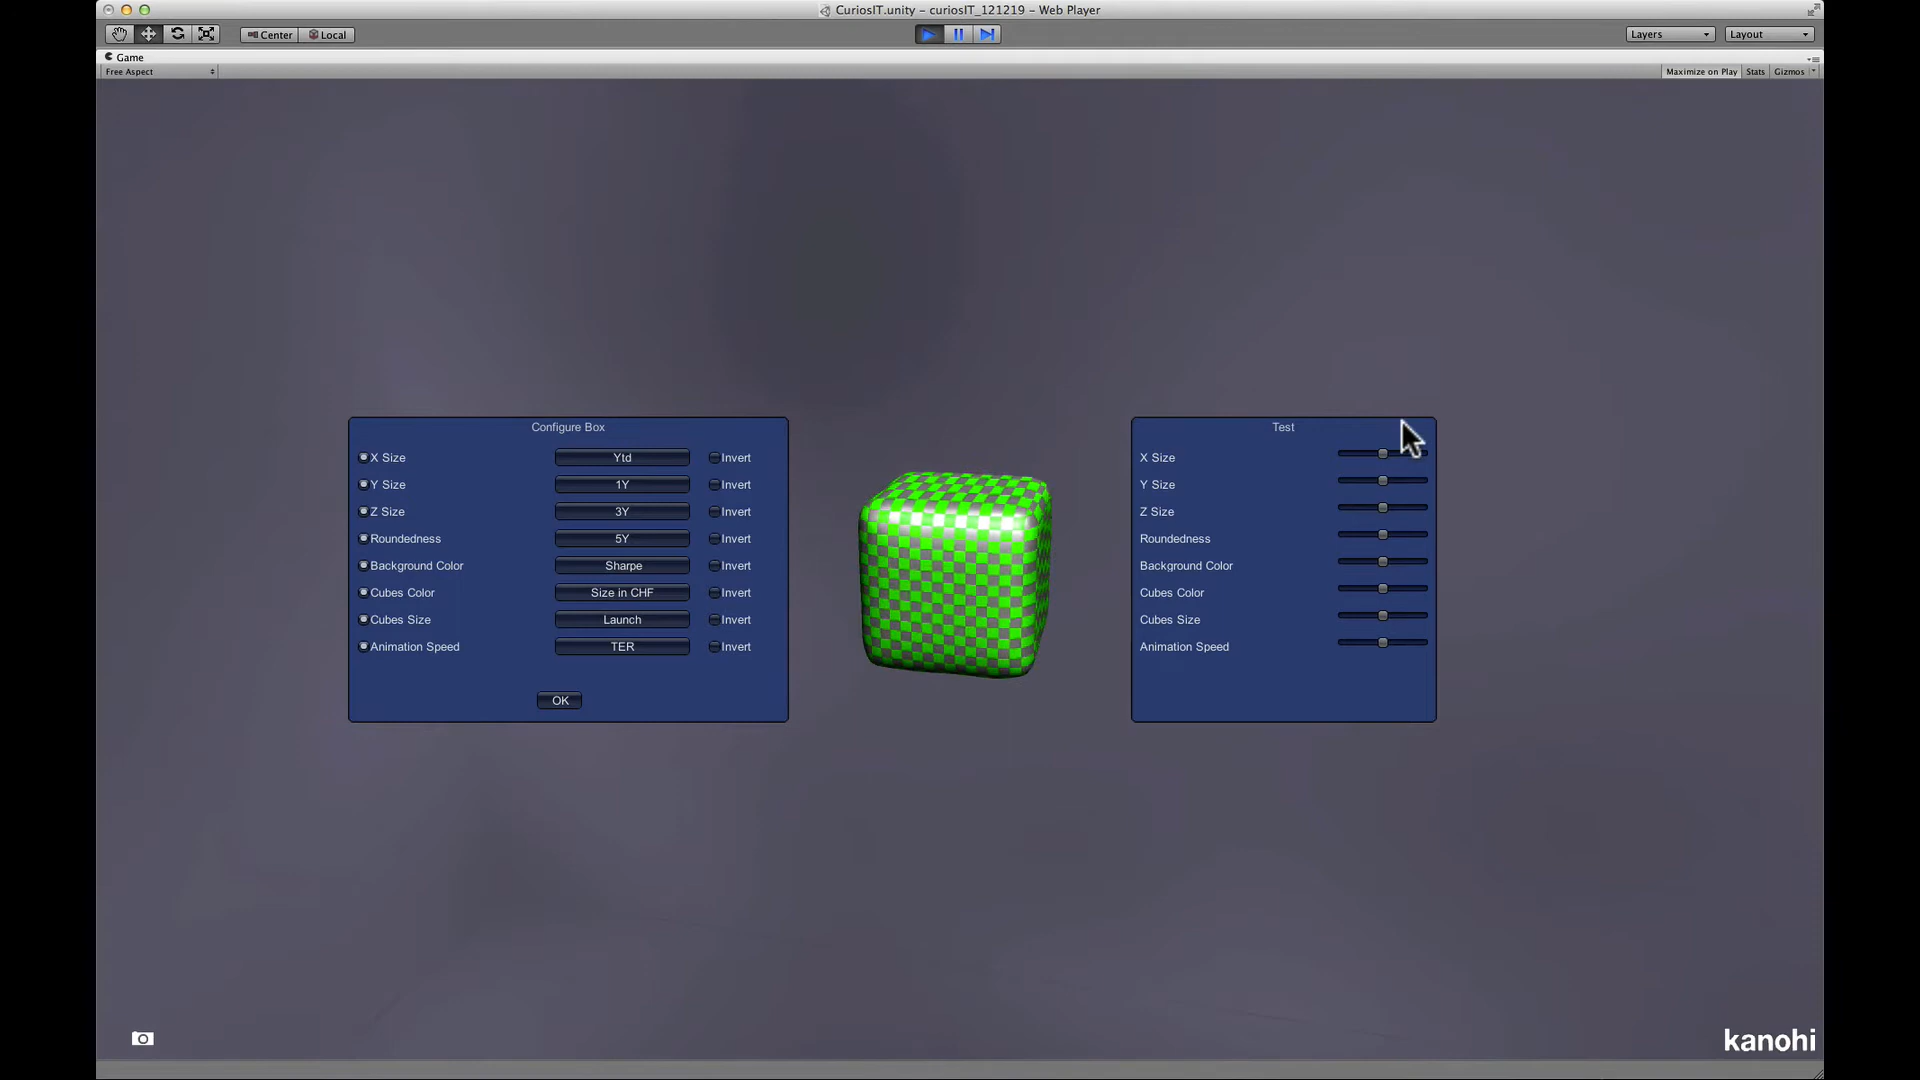 CuriosIT.unity – curiosIT_121219 – Web Player
Center Local Layers Layout
Game
Free Aspect Maximize on Play Stats Gizmos
Configure Box
X Size Ytd Invert
Y Size 1Y Invert
Z Size 3Y Invert
Roundedness 5Y Invert
Background Color Sharpe Invert
Cubes Color Size in CHF Invert
Cubes Size Launch Invert
Animation Speed TER Invert
OK
Test
X Size
Y Size
Z Size
Roundedness
Background Color
Cubes Color
Cubes Size
Animation Speed
kanohi